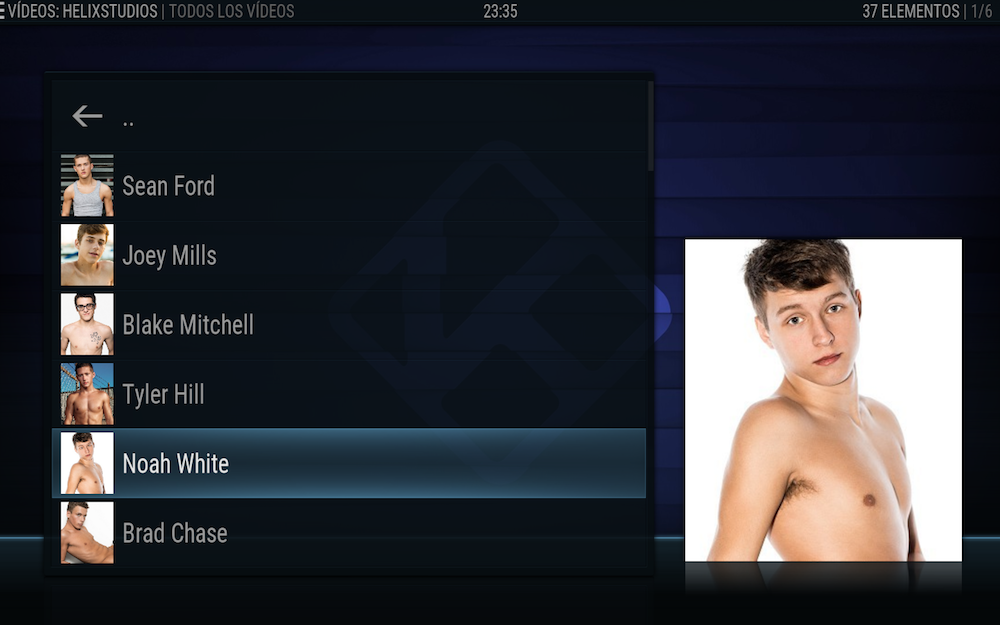 VÍDEOS: HELIXSTUDIOS | TODOS LOS VÍDEOS
23:35
37 ELEMENTOS | 1/6
..
Sean Ford
Joey Mills
Blake Mitchell
Tyler Hill
Noah White
Brad Chase